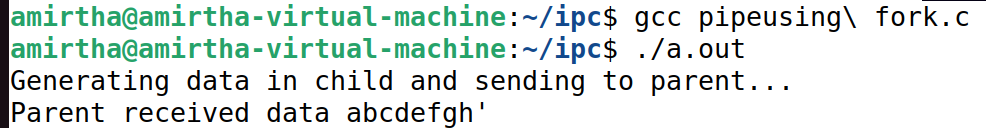 amirtha@amirtha-virtual-machine:~/ipc$ gcc pipeusing\ fork.c
amirtha@amirtha-virtual-machine:~/ipc$ ./a.out
Generating data in child and sending to parent...
Parent received data abcdefgh'